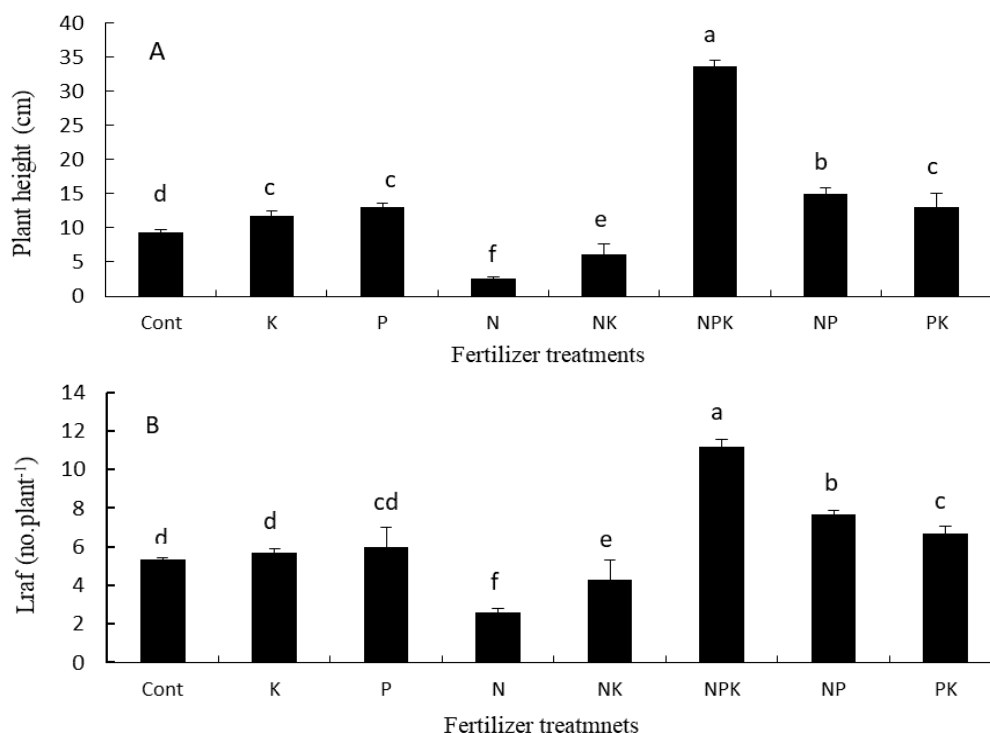 A
Plant height (cm)
40
35
30
25
20
15
10
5
0
d
c
c
f
e
a
b
c
Cont K P N NK NPK NP PK
Fertilizer treatments
B
Lraf (no.plant⁻¹)
14
12
10
8
6
4
2
0
d
d
cd
f
e
a
b
c
Cont K P N NK NPK NP PK
Fertilizer treatmnets